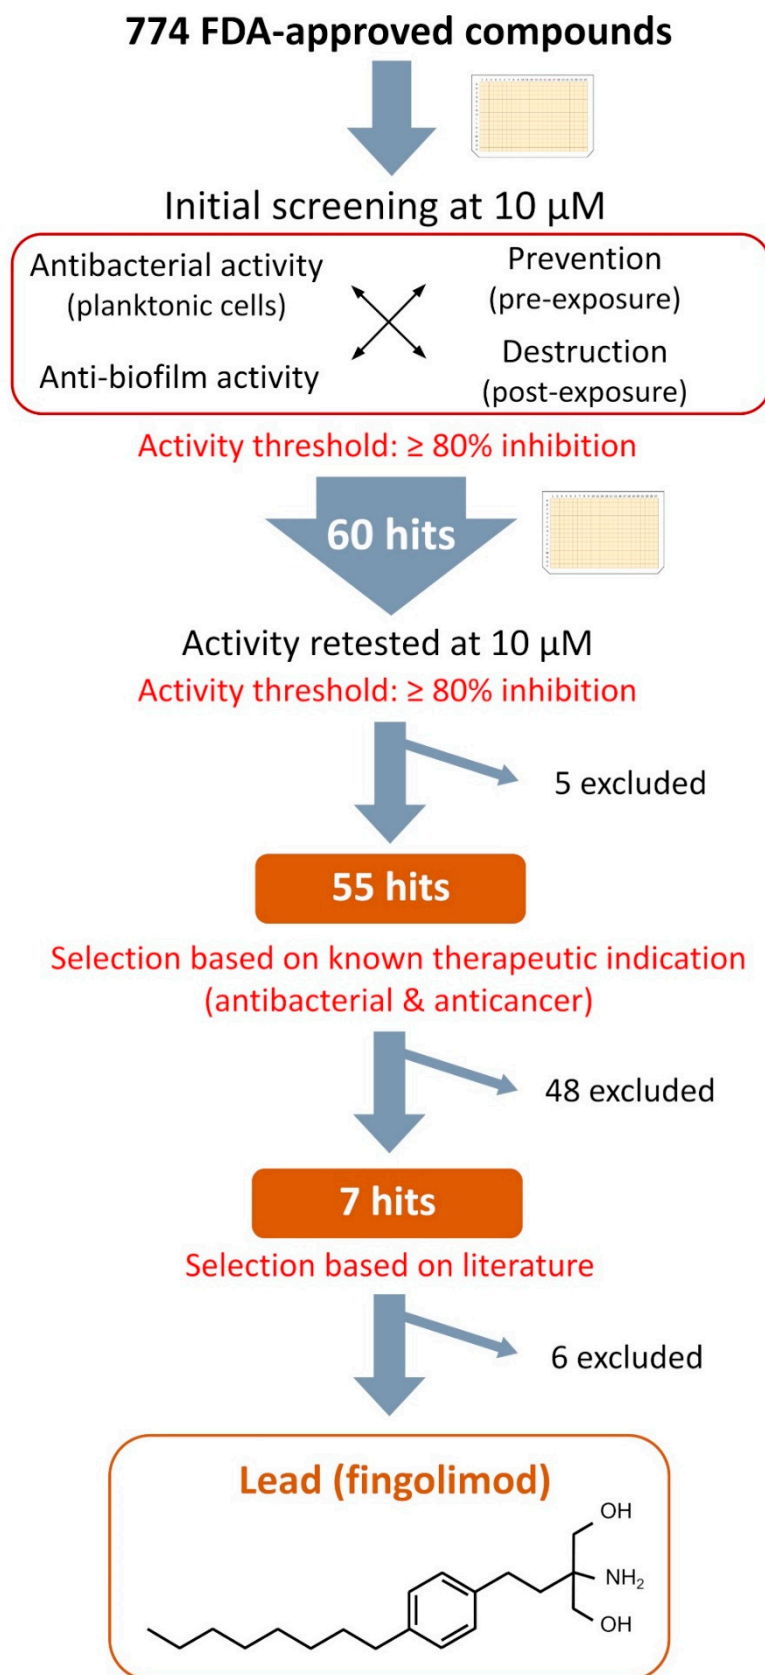 774 FDA-approved compounds
Initial screening at 10 µM
Antibacterial activity
(planktonic cells)
Prevention
(pre-exposure)
Anti-biofilm activity
Destruction
(post-exposure)
Activity threshold: ≥ 80% inhibition
60 hits
Activity retested at 10 µM
Activity threshold: ≥ 80% inhibition
5 excluded
55 hits
Selection based on known therapeutic indication
(antibacterial & anticancer)
48 excluded
7 hits
Selection based on literature
6 excluded
Lead (fingolimod)
OH
NH₂
OH